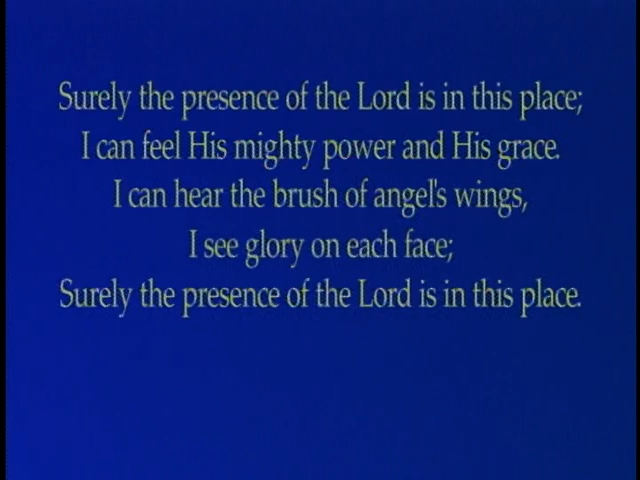 Surely the presence of the Lord is in this place;
I can feel His mighty power and His grace.
I can hear the brush of angel's wings,
I see glory on each face;
Surely the presence of the Lord is in this place.